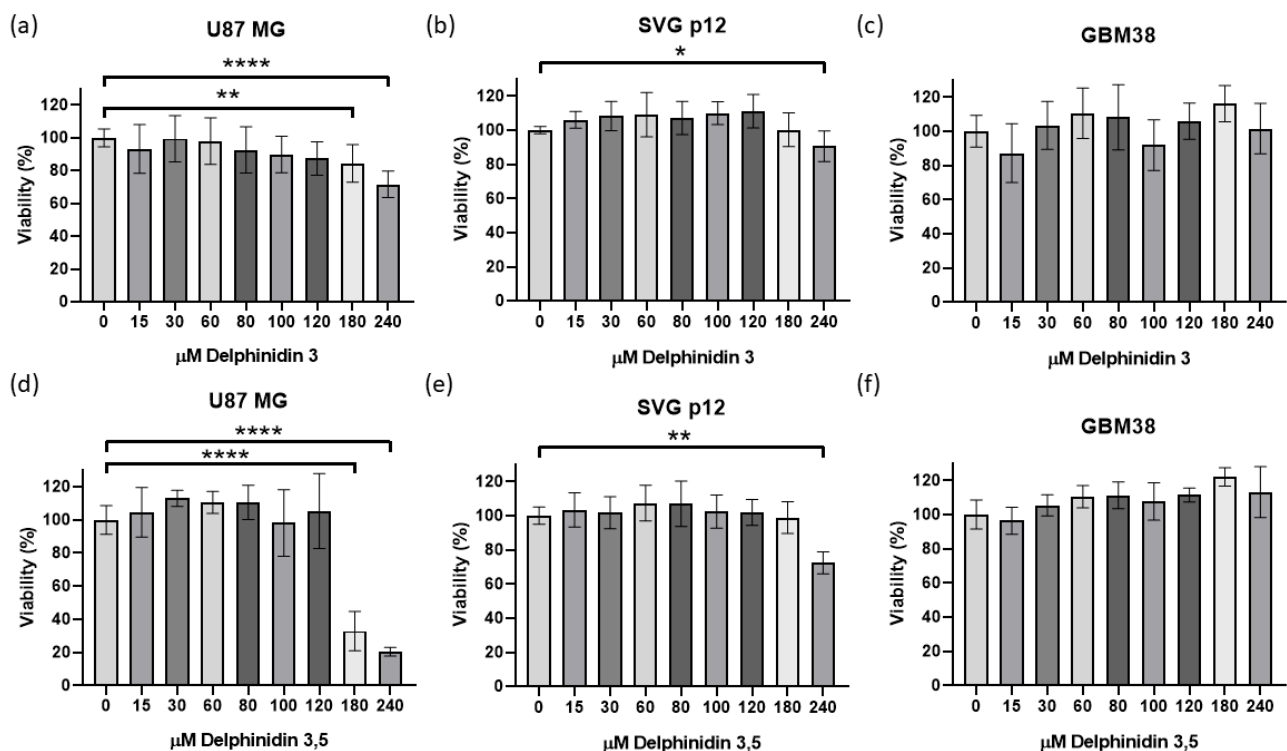 (a)
U87 MG
****
**
Viability (%)
120
100
80
60
40
20
0
0 15 30 60 80 100 120 180 240
μM Delphinidin 3
(b)
SVG p12
*
Viability (%)
120
100
80
60
40
20
0
0 15 30 60 80 100 120 180 240
μM Delphinidin 3
(c)
GBM38
Viability (%)
120
100
80
60
40
20
0
0 15 30 60 80 100 120 180 240
μM Delphinidin 3
(d)
U87 MG
****
****
Viability (%)
120
100
80
60
40
20
0
0 15 30 60 80 100 120 180 240
μM Delphinidin 3,5
(e)
SVG p12
**
Viability (%)
120
100
80
60
40
20
0
0 15 30 60 80 100 120 180 240
μM Delphinidin 3,5
(f)
GBM38
Viability (%)
120
100
80
60
40
20
0
0 15 30 60 80 100 120 180 240
μM Delphinidin 3,5